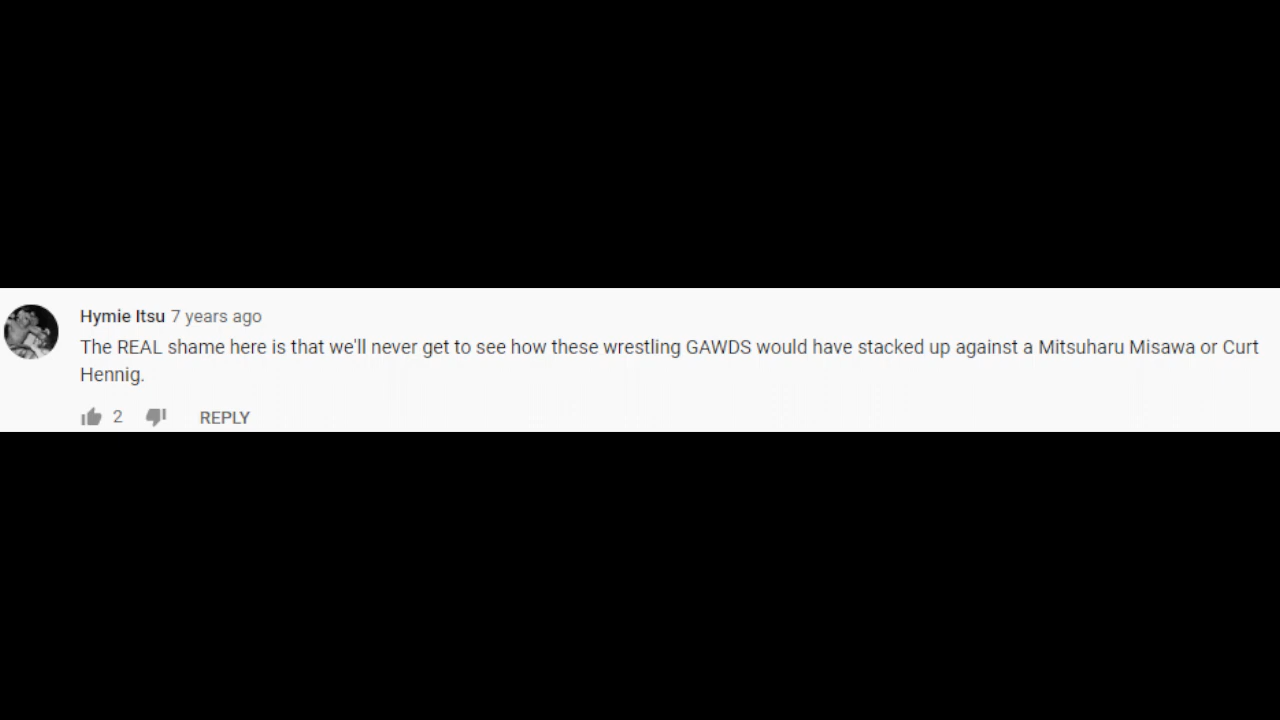 Hymie Itsu 7 years ago
The REAL shame here is that we'll never get to see how these wrestling GAWDS would have stacked up against a Mitsuharu Misawa or Curt
Hennig.
2 REPLY